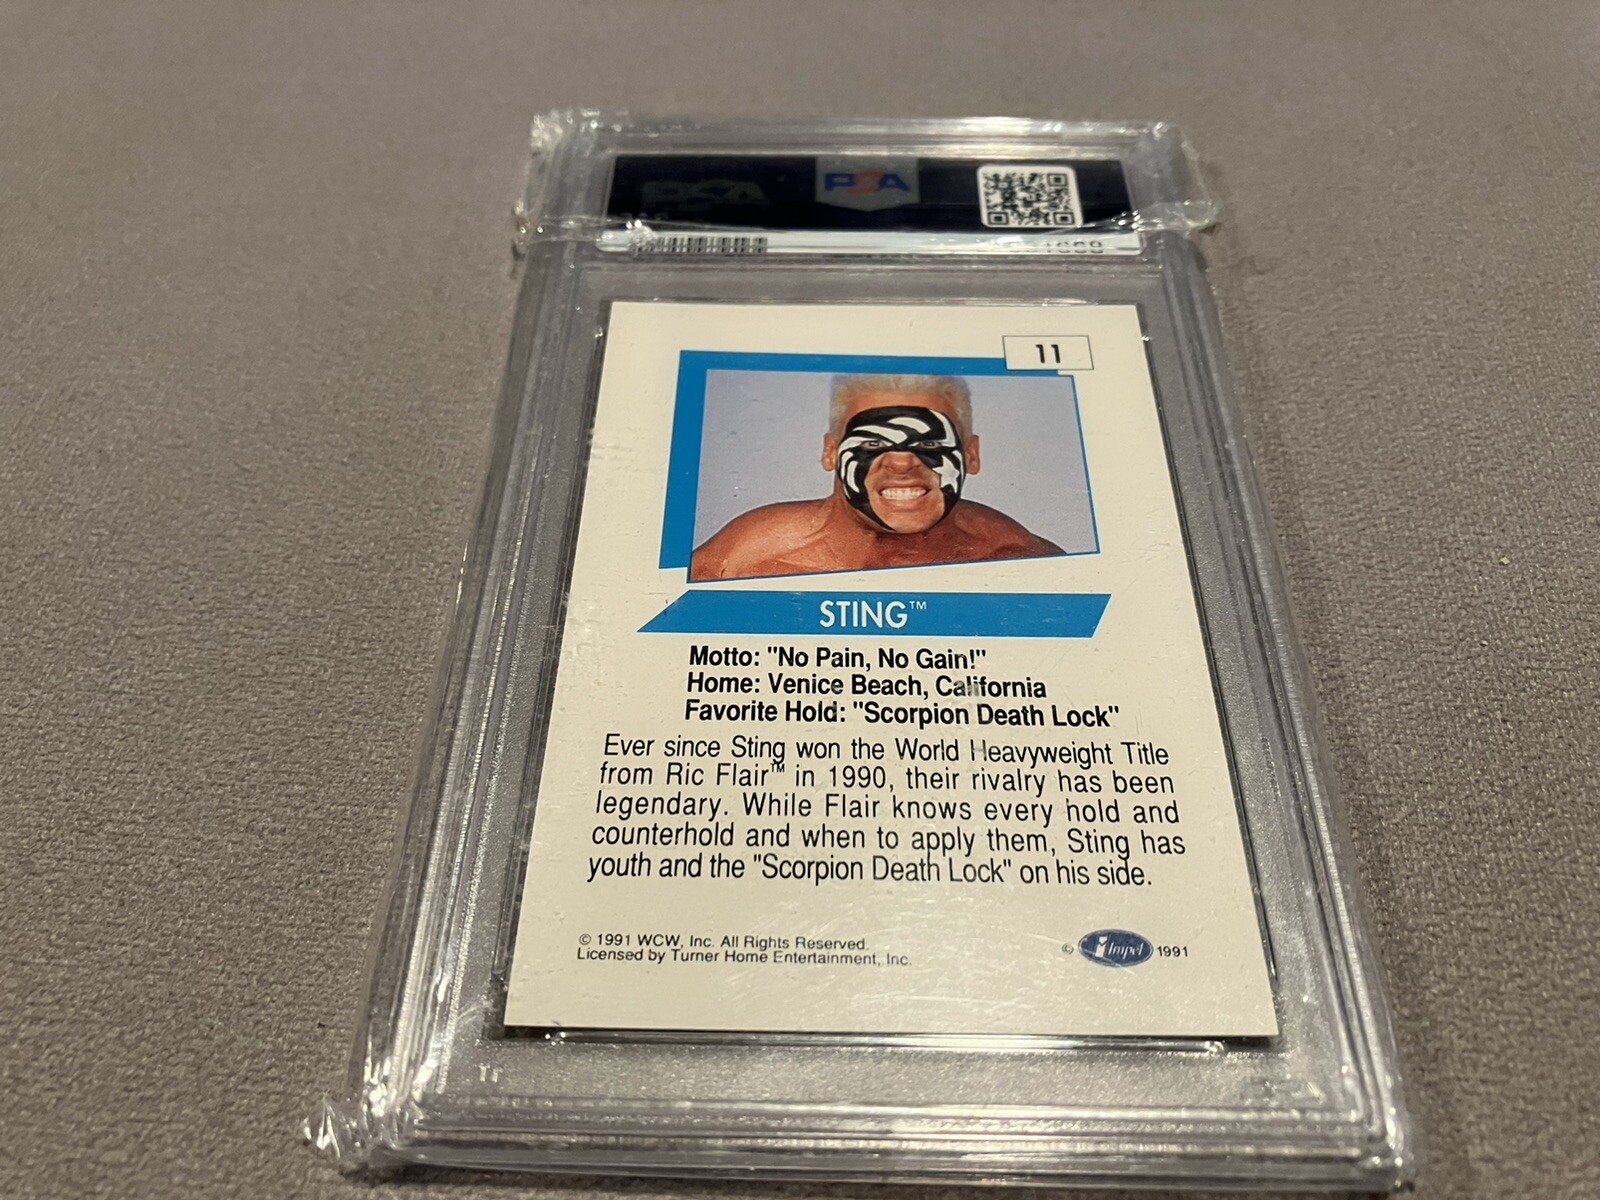 PSA
PSA
11
STING™
Motto: "No Pain, No Gain!"
Home: Venice Beach, California
Favorite Hold: "Scorpion Death Lock"
Ever since Sting won the World Heavyweight Title
from Ric Flair™ in 1990, their rivalry has been
legendary. While Flair knows every hold and
counterhold and when to apply them, Sting has
youth and the "Scorpion Death Lock" on his side.
© 1991 WCW, Inc. All Rights Reserved.
Licensed by Turner Home Entertainment, Inc.
© Impel 1991